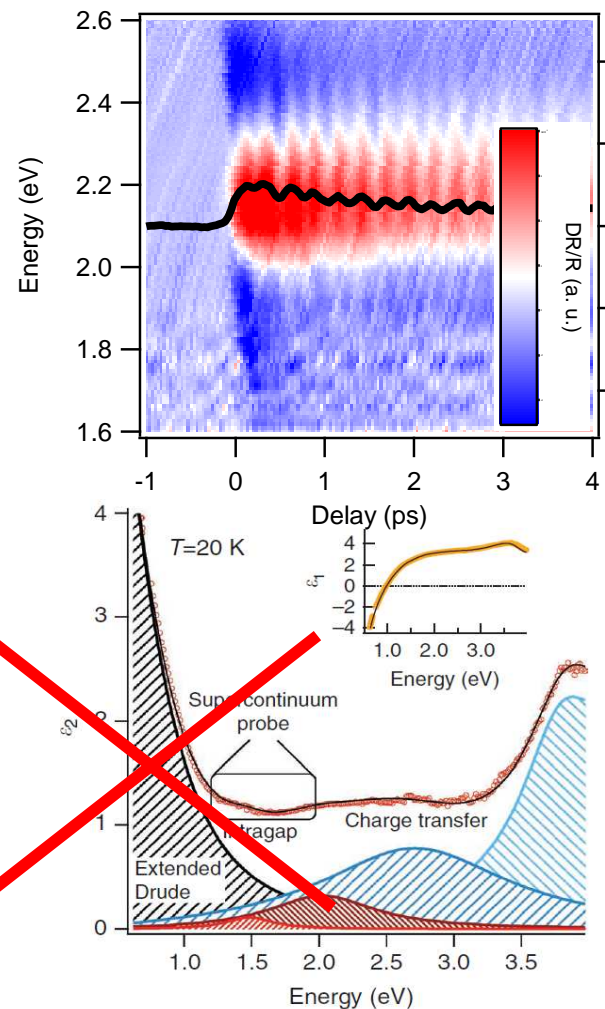 2.6
2.4
2.2
2.0
1.8
1.6
Energy (eV)
DR/R (a. u.)
-1
0
1
2
3
4
Delay (ps)
4
3
2
1
0
ε2
T=20 K
4
2
0
−2
−4
ε1
1.0
2.0
3.0
Energy (eV)
Supercontinuum
probe
Intragap
Charge transfer
Extended
Drude
1.0
1.5
2.0
2.5
3.0
3.5
Energy (eV)